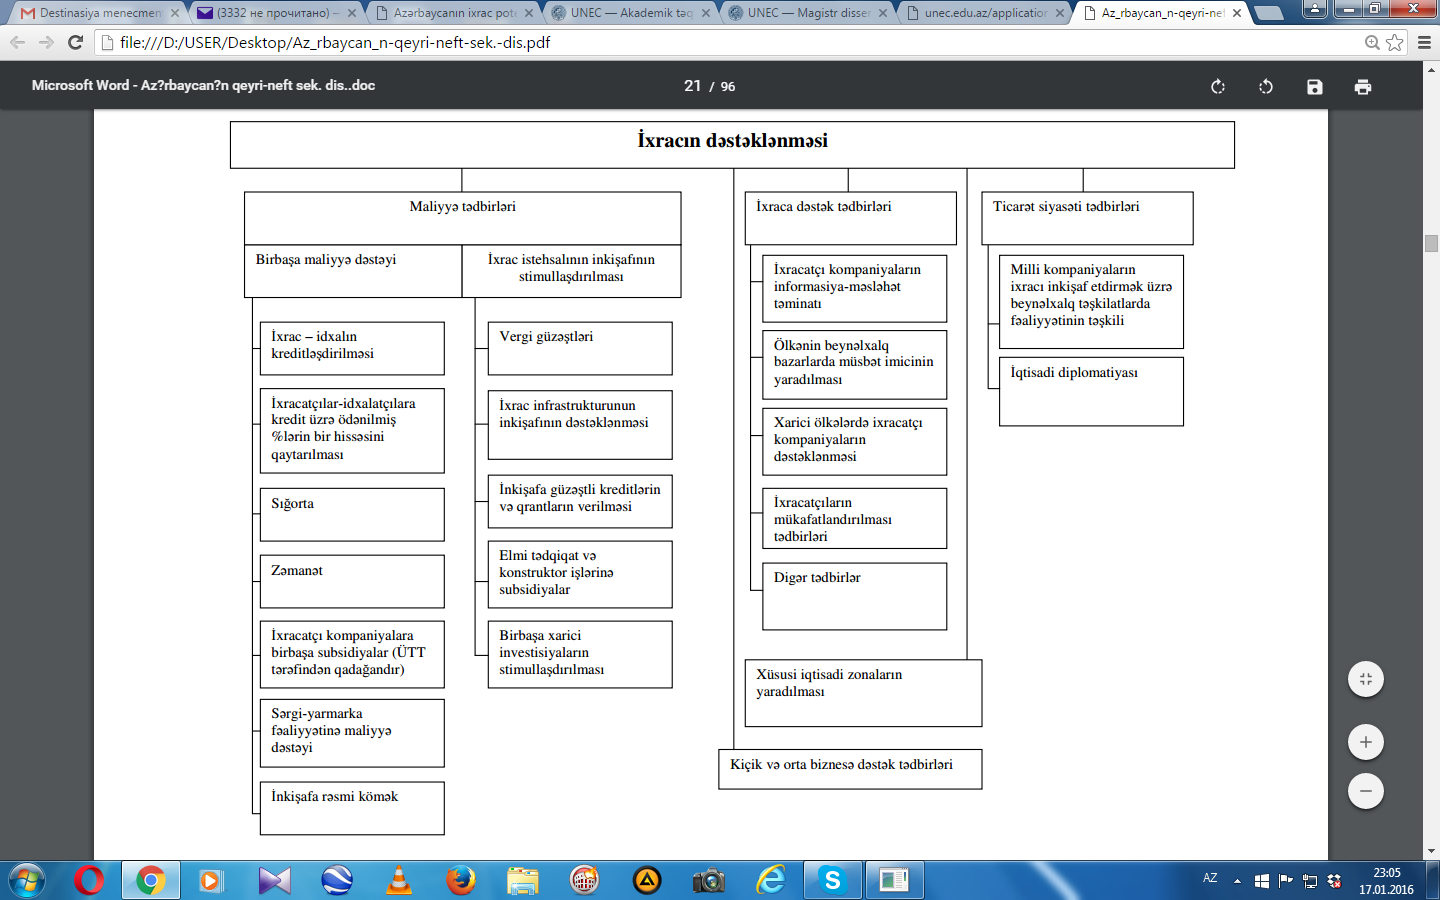 Destinasiya menecmen
(3332 не прочитано) –
Azərbaycanın ixrac pote
UNEC — Akademik təq
UNEC — Magistr disser
unec.edu.az/application
Az_rbaycan_n-qeyri-nef
file:///D:/USER/Desktop/Az_rbaycan_n-qeyri-neft-sek.-dis.pdf
Microsoft Word - Az?rbaycan?n qeyri-neft sek. dis..doc
21 / 96
İxracın dəstəklənməsi
Maliyyə tədbirləri
Birbaşa maliyyə dəstəyi
İxrac istehsalının inkişafının
stimullaşdırılması
İxrac – idxalın
kreditləşdirilməsi
İxracatçılar-idxalatçılara
kredit üzrə ödənilmiş
%lərin bir hissəsini
qaytarılması
Sığorta
Zəmanət
İxracatçı kompaniyalara
birbaşa subsidiyalar (ÜTT
tərəfindən qadağandır)
Sərgi-yarmarka
fəaliyyətinə maliyyə
dəstəyi
İnkişafa rəsmi kömək
Vergi güzəştləri
İxrac infrastrukturunun
inkişafının dəstəklənməsi
İnkişafa güzəştli kreditlərin
və qrantların verilməsi
Elmi tədqiqat və
konstruktor işlərinə
subsidiyalar
Birbaşa xarici
investisiyaların
stimullaşdırılması
İxraca dəstək tədbirləri
İxracatçı kompaniyaların
informasiya-məsləhət
təminatı
Ölkənin beynəlxalq
bazarlarda müsbət imicinin
yaradılması
Xarici ölkələrdə ixracatçı
kompaniyaların
dəstəklənməsi
İxracatçıların
mükafatlandırılması
tədbirləri
Digər tədbirlər
Xüsusi iqtisadi zonaların
yaradılması
Kiçik və orta biznesə dəstək tədbirləri
Ticarət siyasəti tədbirləri
Milli kompaniyaların
ixracı inkişaf etdirmək üzrə
beynəlxalq təşkilatlarda
fəaliyyətinin təşkili
İqtisadi diplomatiyası
AZ
23:05
17.01.2016